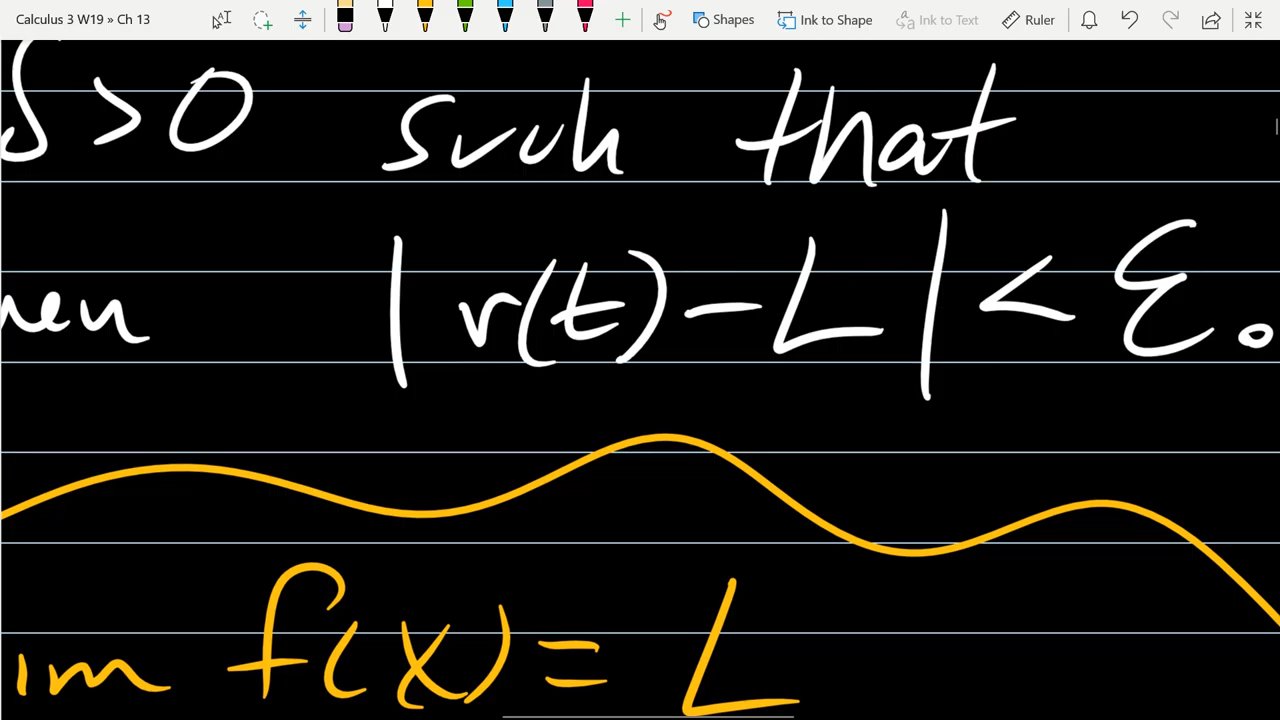 Calculus 3 W19 » Ch 13 Shapes Ink to Shape Ink to Text Ruler
δ > 0 such that
hen |r(t) - L| < ε.
im f(x) = L